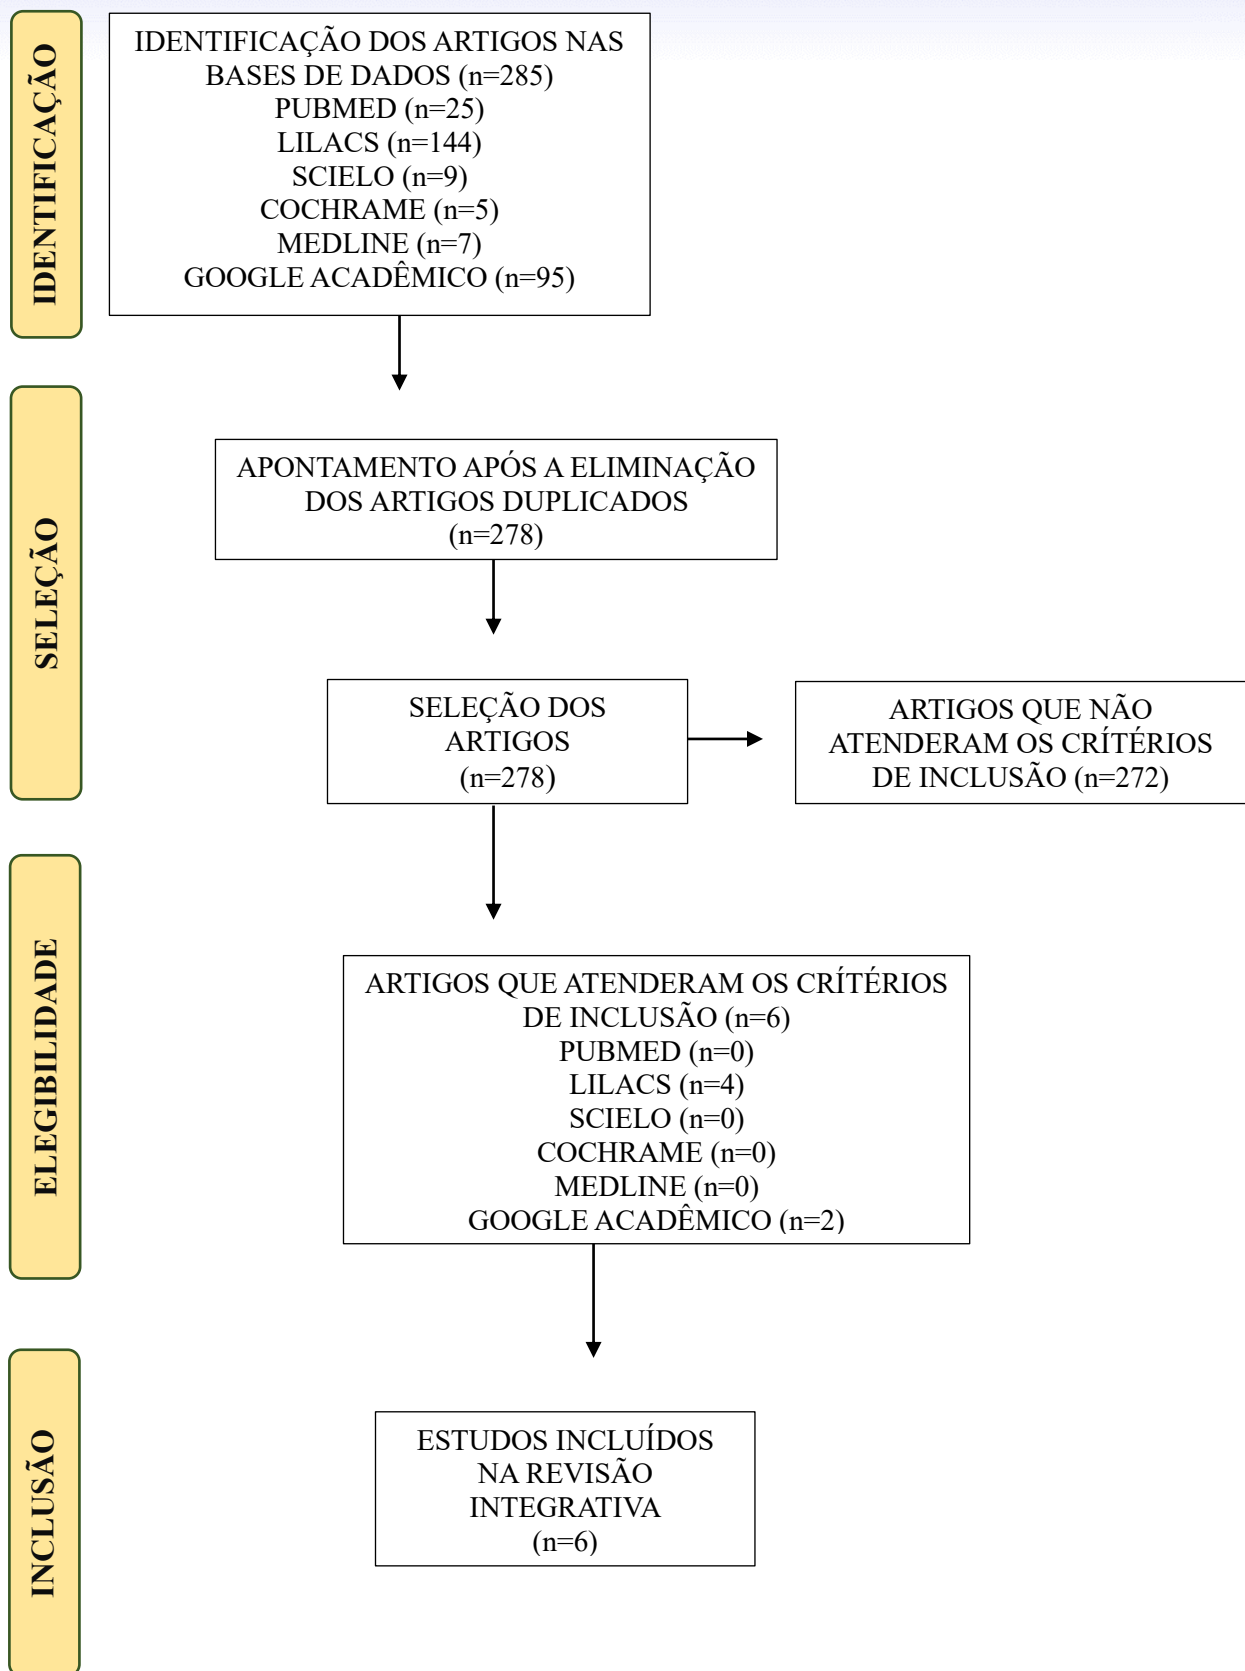 IDENTIFICAÇÃO
IDENTIFICAÇÃO DOS ARTIGOS NAS
BASES DE DADOS (n=285)
PUBMED (n=25)
LILACS (n=144)
SCIELO (n=9)
COCHRAME (n=5)
MEDLINE (n=7)
GOOGLE ACADÊMICO (n=95)
SELEÇÃO
APONTAMENTO APÓS A ELIMINAÇÃO
DOS ARTIGOS DUPLICADOS
(n=278)
SELEÇÃO DOS
ARTIGOS
(n=278)
ARTIGOS QUE NÃO
ATENDERAM OS CRÍTÉRIOS
DE INCLUSÃO (n=272)
ELEGIBILIDADE
ARTIGOS QUE ATENDERAM OS CRÍTÉRIOS
DE INCLUSÃO (n=6)
PUBMED (n=0)
LILACS (n=4)
SCIELO (n=0)
COCHRAME (n=0)
MEDLINE (n=0)
GOOGLE ACADÊMICO (n=2)
INCLUSÃO
ESTUDOS INCLUÍDOS
NA REVISÃO
INTEGRATIVA
(n=6)